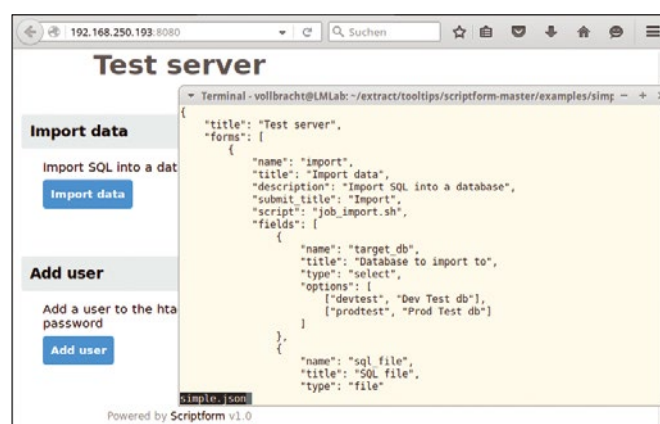 192.168.250.193:8080
Suchen
Test server
Import data
Import SQL into a dat
Import data
Add user
Add a user to the hta
password
Add user
Powered by Scriptform v1.0
Terminal - vollbracht@LMLab: ~/extract/tooltips/scriptform-master/examples/simp
{
"title": "Test server",
"forms": [
{
"name": "import",
"title": "Import data",
"description": "Import SQL into a database",
"submit_title": "Import",
"script": "job_import.sh",
"fields": [
{
"name": "target_db",
"title": "Database to import to",
"type": "select",
"options": [
["devtest", "Dev Test db"],
["prodtest", "Prod Test db"]
]
},
{
"name": "sql_file",
"title": "SQL file",
"type": "file"
simple.json